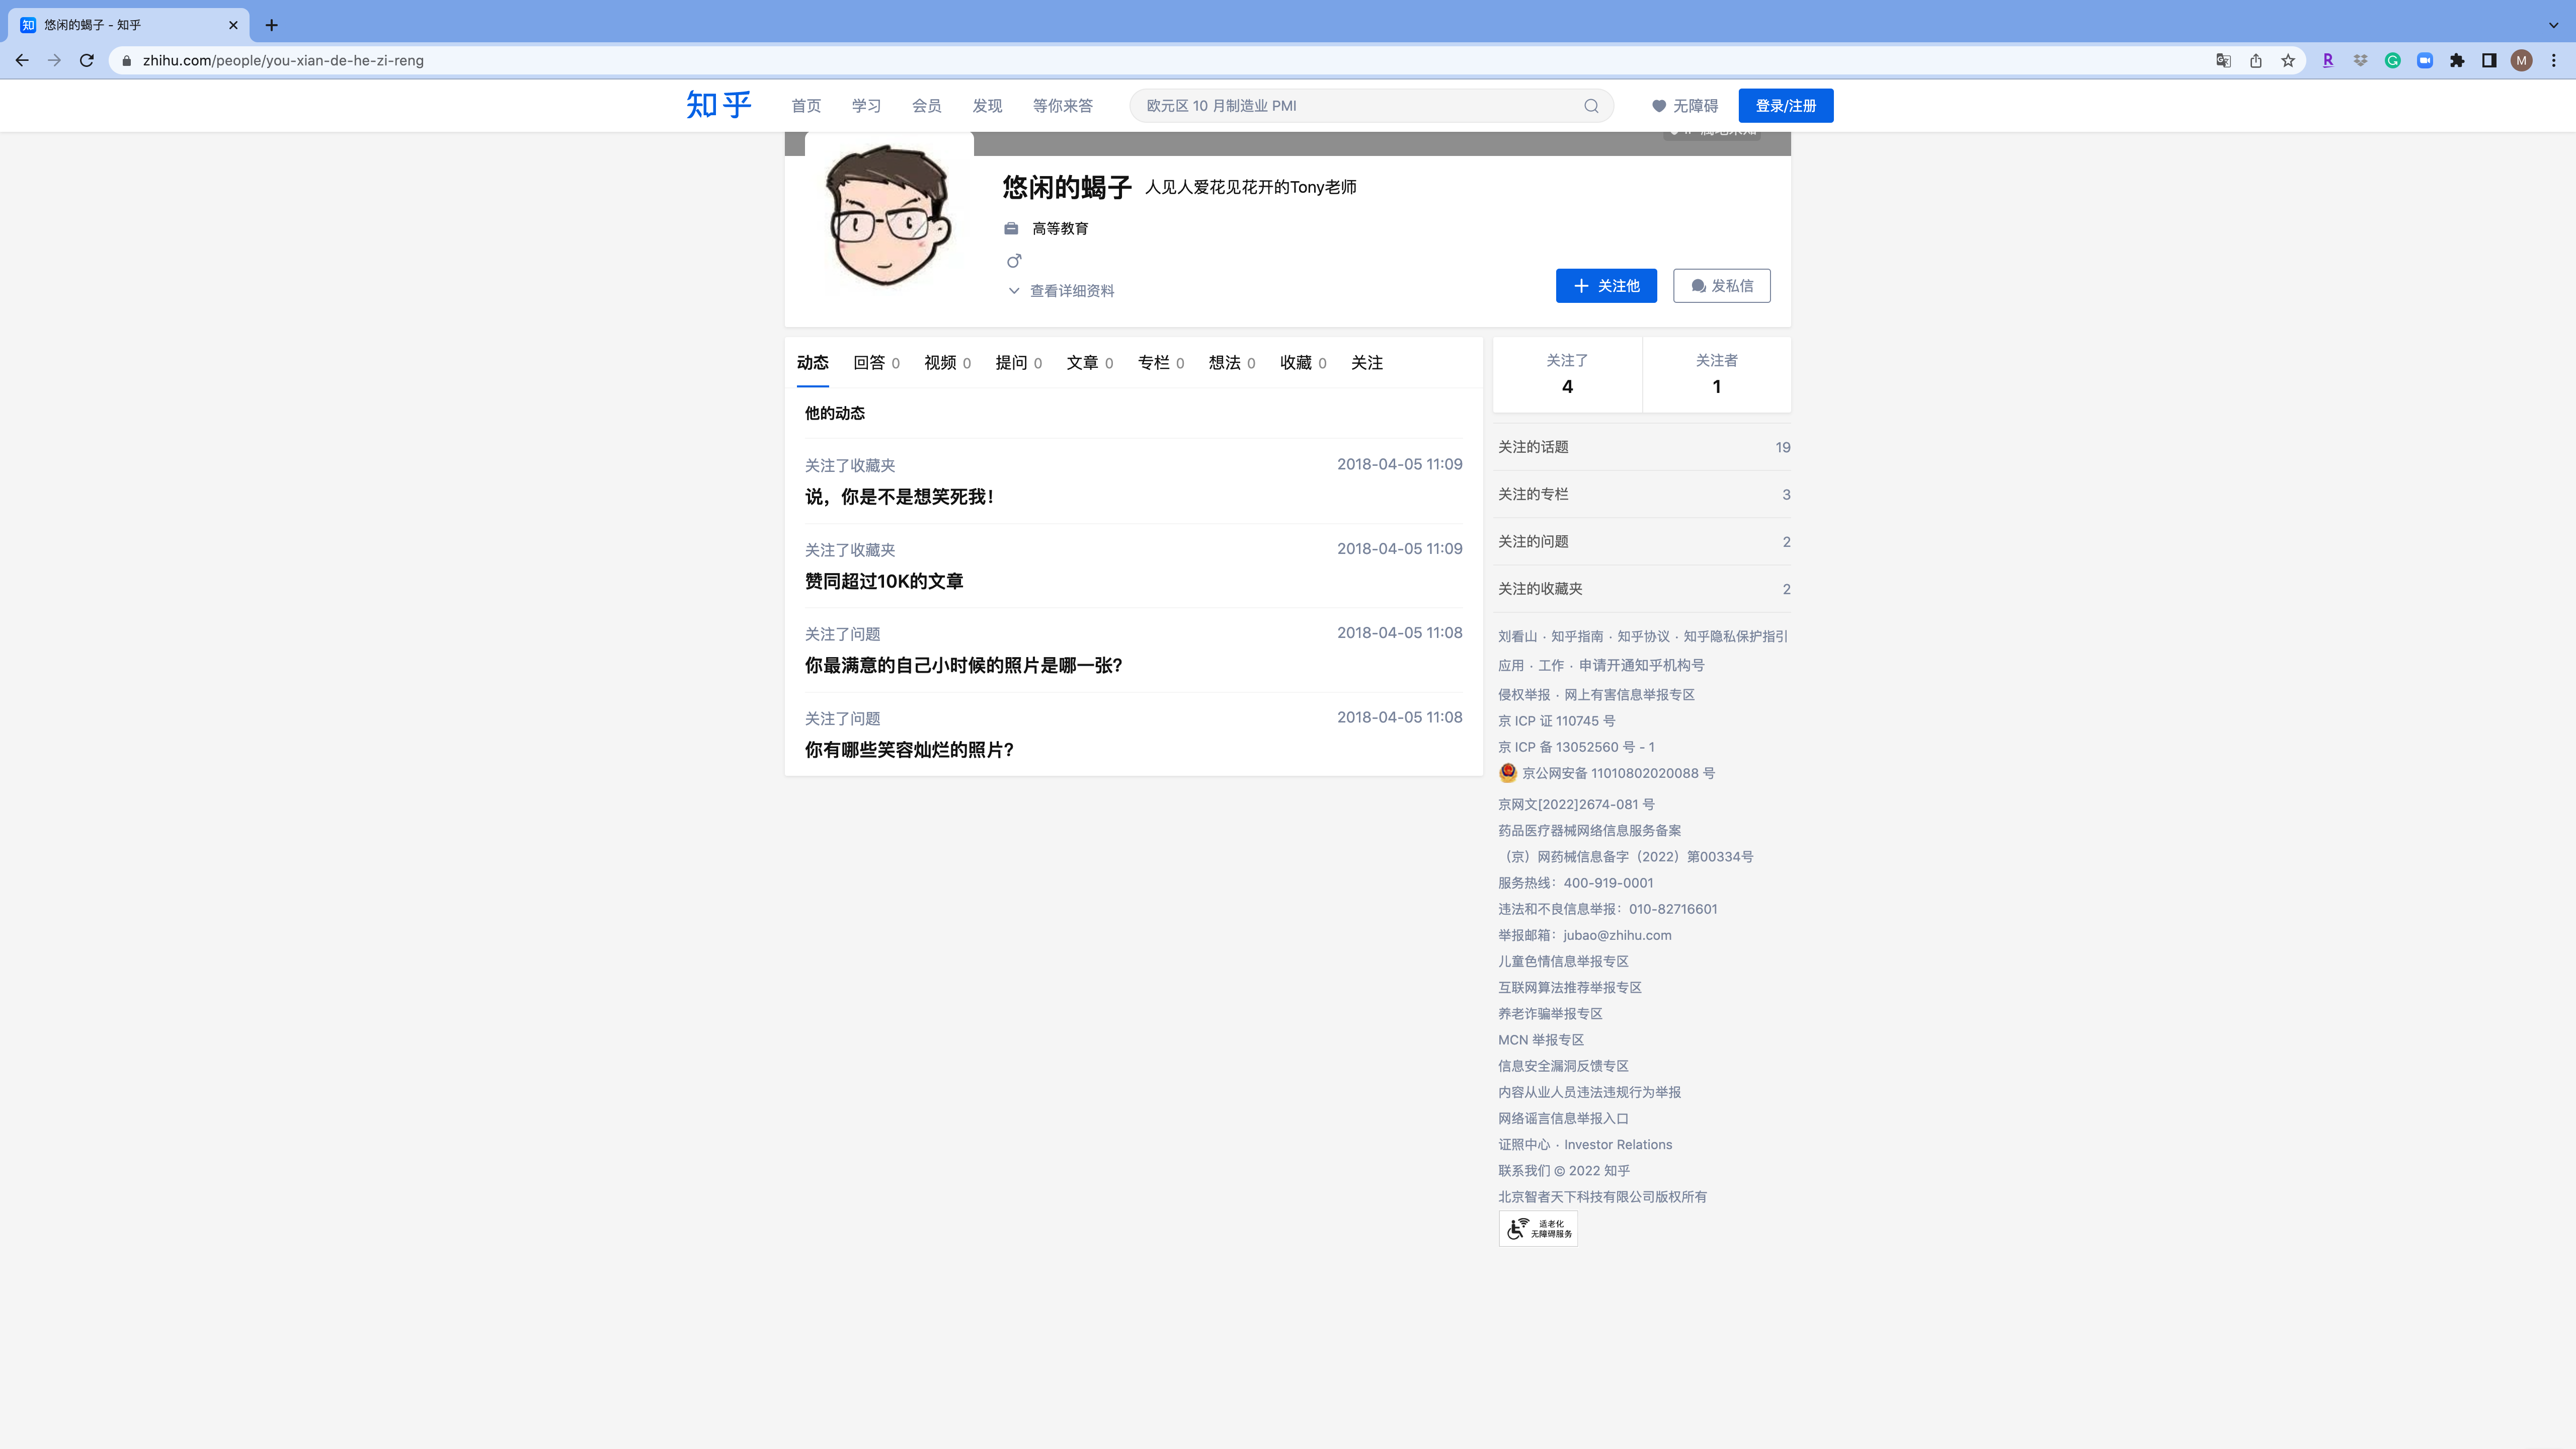 悠闲的蝎子 - 知乎
zhihu.com/people/you-xian-de-he-zi-reng
R
M
知乎
首页
学习
会员
发现
等你来答
欧元区 10 月制造业 PMI
无障碍
登录/注册
悠闲的蝎子 人见人爱花见花开的Tony老师
高等教育
查看详细资料
关注他
发私信
动态 回答 0 视频 0 提问 0 文章 0 专栏 0 想法 0 收藏 0 关注
他的动态
关注了收藏夹 2018-04-05 11:09
说，你是不是想笑死我！
关注了收藏夹 2018-04-05 11:09
赞同超过10K的文章
关注了问题 2018-04-05 11:08
你最满意的自己小时候的照片是哪一张？
关注了问题 2018-04-05 11:08
你有哪些笑容灿烂的照片？
关注了
4
关注者
1
关注的话题 19
关注的专栏 3
关注的问题 2
关注的收藏夹 2
刘看山 · 知乎指南 · 知乎协议 · 知乎隐私保护指引
应用 · 工作 · 申请开通知乎机构号
侵权举报 · 网上有害信息举报专区
京 ICP 证 110745 号
京 ICP 备 13052560 号 - 1
京公网安备 11010802020088 号
京网文[2022]2674-081 号
药品医疗器械网络信息服务备案
（京）网药械信息备字（2022）第00334号
服务热线：400-919-0001
违法和不良信息举报：010-82716601
举报邮箱：jubao@zhihu.com
儿童色情信息举报专区
互联网算法推荐举报专区
养老诈骗举报专区
MCN 举报专区
信息安全漏洞反馈专区
内容从业人员违法违规行为举报
网络谣言信息举报入口
证照中心 · Investor Relations
联系我们 © 2022 知乎
北京智者天下科技有限公司版权所有
适老化
无障碍服务